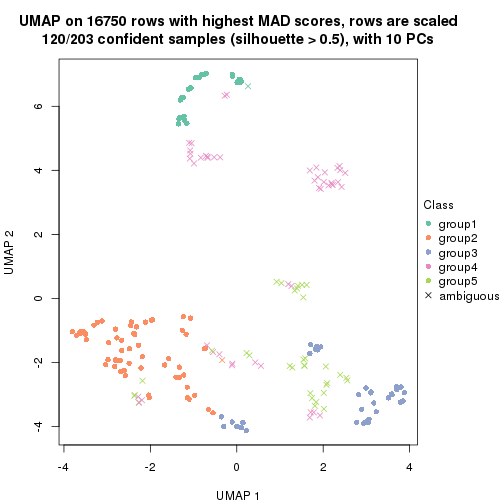 UMAP on 16750 rows with highest MAD scores, rows are scaled
120/203 confident samples (silhouette > 0.5), with 10 PCs
6
4
2
0
-2
-4
UMAP 2
-4
-2
0
2
4
UMAP 1
Class
group1
group2
group3
group4
group5
ambiguous